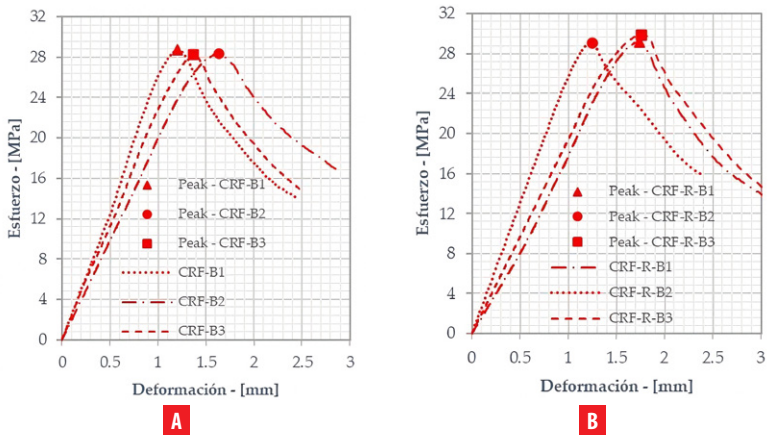 Esfuerzo - [MPa]
32
28
24
20
16
12
8
4
0
Peak - CRF-B1
Peak - CRF-B2
Peak - CRF-B3
CRF-B1
CRF-B2
CRF-B3
0 0.5 1 1.5 2 2.5 3
Deformación - [mm]
A
Esfuerzo - [MPa]
32
28
24
20
16
12
8
4
0
Peak - CRF-R-B1
Peak - CRF-R-B2
Peak - CRF-R-B3
CRF-R-B1
CRF-R-B2
CRF-R-B3
0 0.5 1 1.5 2 2.5 3
Deformación - [mm]
B